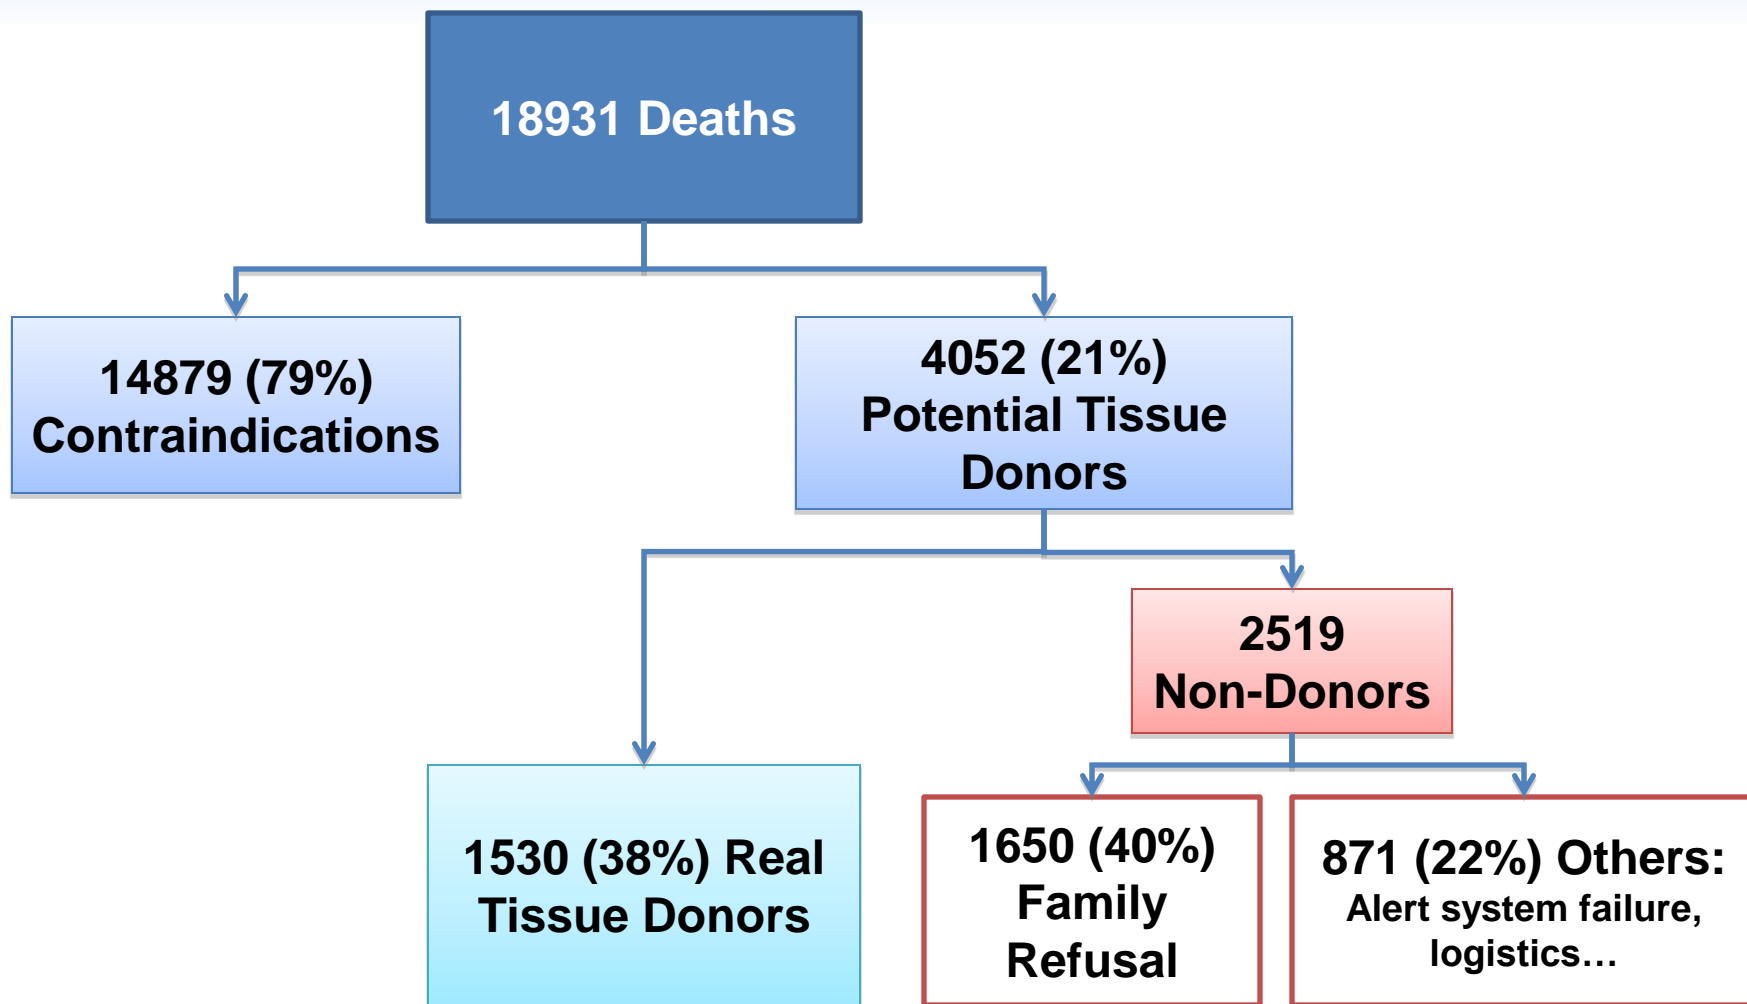 18931 Deaths
14879 (79%)
Contraindications
4052 (21%)
Potential Tissue
Donors
2519
Non-Donors
1530 (38%) Real
Tissue Donors
1650 (40%)
Family
Refusal
871 (22%) Others:
Alert system failure,
logistics…